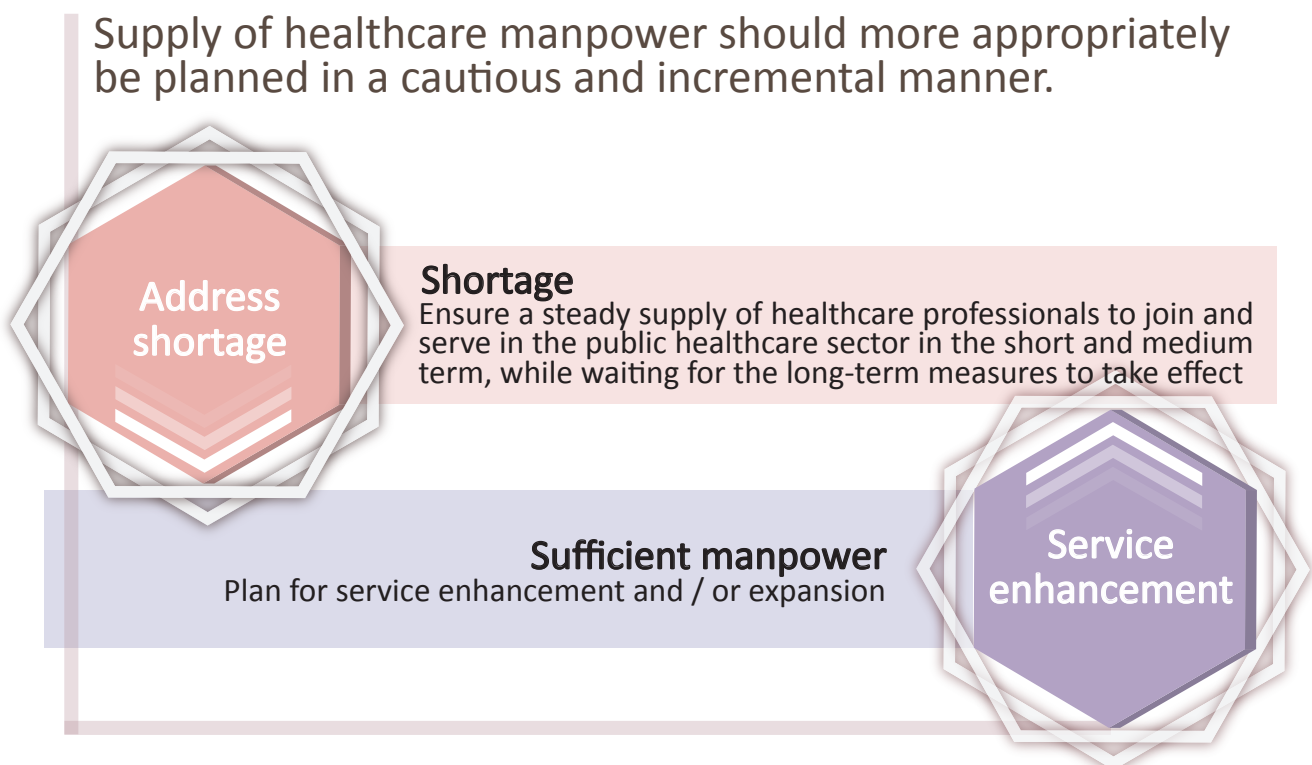 Supply of healthcare manpower should more appropriately
be planned in a cautious and incremental manner.
Address
shortage
Shortage
Ensure a steady supply of healthcare professionals to join and
serve in the public healthcare sector in the short and medium
term, while waiting for the long-term measures to take effect
Sufficient manpower
Plan for service enhancement and / or expansion
Service
enhancement